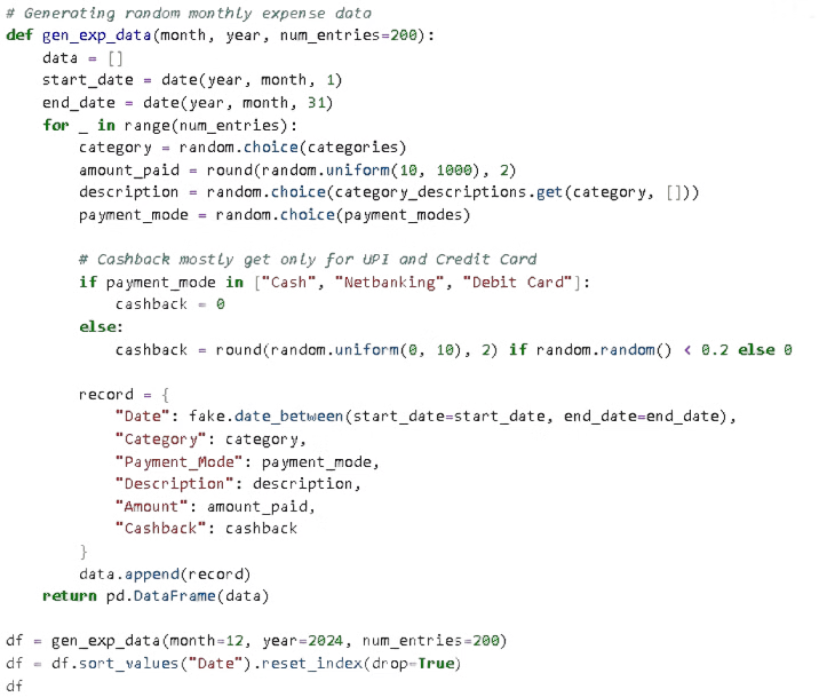 # Generating random monthly expense data
def gen_exp_data(month, year, num_entries=200):
    data = []
    start_date = date(year, month, 1)
    end_date = date(year, month, 31)
    for _ in range(num_entries):
        category = random.choice(categories)
        amount_paid = round(random.uniform(10, 1000), 2)
        description = random.choice(category_descriptions.get(category, []))
        payment_mode = random.choice(payment_modes)

        # Cashback mostly get only for UPI and Credit Card
        if payment_mode in ["Cash", "Netbanking", "Debit Card"]:
            cashback = 0
        else:
            cashback = round(random.uniform(0, 10), 2) if random.random() < 0.2 else 0

        record = {
            "Date": fake.date_between(start_date=start_date, end_date=end_date),
            "Category": category,
            "Payment_Mode": payment_mode,
            "Description": description,
            "Amount": amount_paid,
            "Cashback": cashback
        }
        data.append(record)
    return pd.DataFrame(data)

df = gen_exp_data(month=12, year=2024, num_entries=200)
df = df.sort_values("Date").reset_index(drop=True)
df